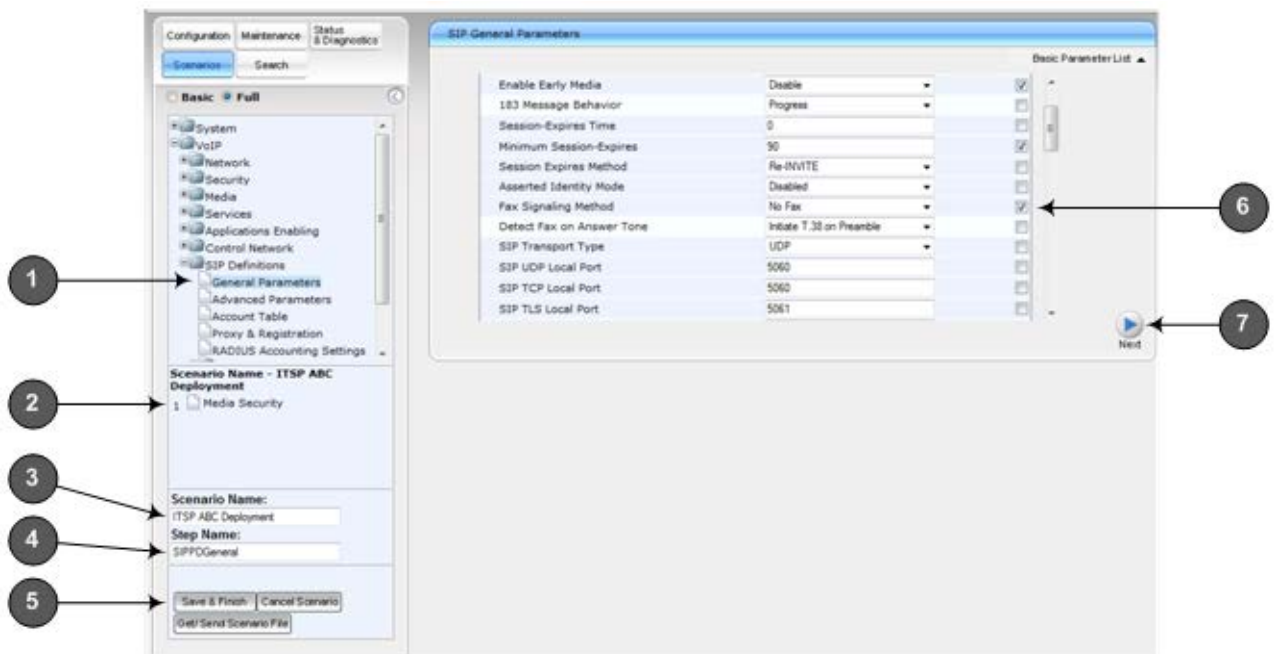 Configuration
Maintenance
Status
& Diagnostics
Scenarios
Search
Basic Full
System
VoIP
Network
Security
Media
Services
Applications Enabling
Control Network
SIP Definitions
General Parameters
Advanced Parameters
Account Table
Proxy & Registration
RADIUS Accounting Settings
Scenario Name - ITSP ABC
Deployment
1 Media Security
Scenario Name:
ITSP ABC Deployment
Step Name:
SIPPDGeneral
Save & Finish Cancel Scenario
Get/Send Scenario File
SIP General Parameters
Basic Parameter List ▲
Enable Early Media Disable
183 Message Behavior Progress
Session-Expires Time 0
Minimum Session-Expires 90
Session Expires Method Re-INVITE
Asserted Identity Mode Disabled
Fax Signaling Method No Fax
Detect Fax on Answer Tone Initiate T.38 on Preamble
SIP Transport Type UDP
SIP UDP Local Port 5060
SIP TCP Local Port 5060
SIP TLS Local Port 5061
Next
1
2
3
4
5
6
7